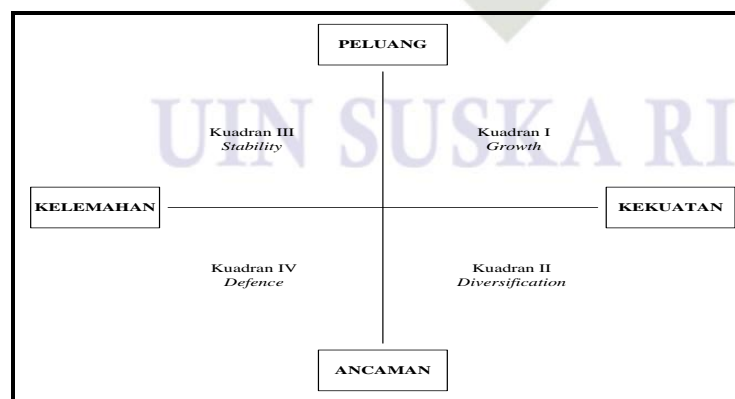 PELUANG
UIN SUSKA RI
Kuadran III
Stability
Kuadran I
Growth
KELEMAHAN
KEKUATAN
Kuadran IV
Defence
Kuadran II
Diversification
ANCAMAN